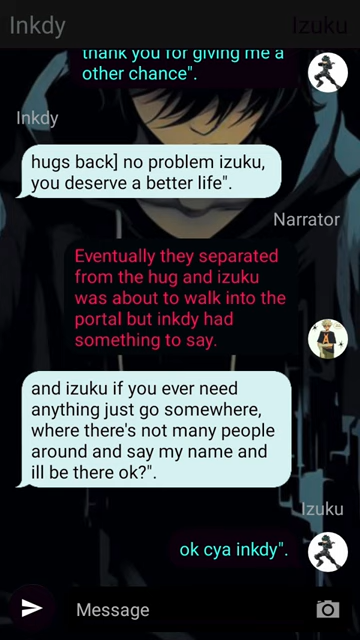 Inkdy
Izuku
thank you for giving me a
other chance".
Inkdy
hugs back] no problem izuku,
you deserve a better life".
Narrator
Eventually they separated
from the hug and izuku
was about to walk into the
portal but inkdy had
something to say.
and izuku if you ever need
anything just go somewhere,
where there's not many people
around and say my name and
ill be there ok?".
Izuku
ok cya inkdy".
Message